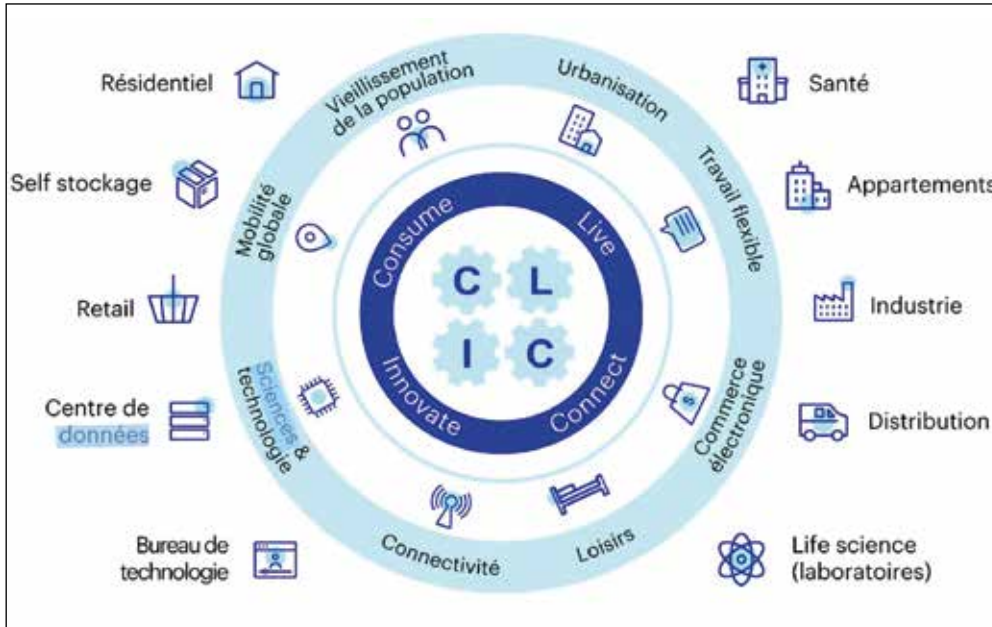 Résidentiel
Self stockage
Retail
Centre de
données
Bureau de
technologie
Vieillissement
de la population
Urbanisation
Travail flexible
Commerce
électronique
Loisirs
Connectivité
Sciences &
technologie
Mobilité
globale
Consume
Live
Connect
Innovate
C L
I C
$
Santé
Appartements
Industrie
Distribution
Life science
(laboratoires)